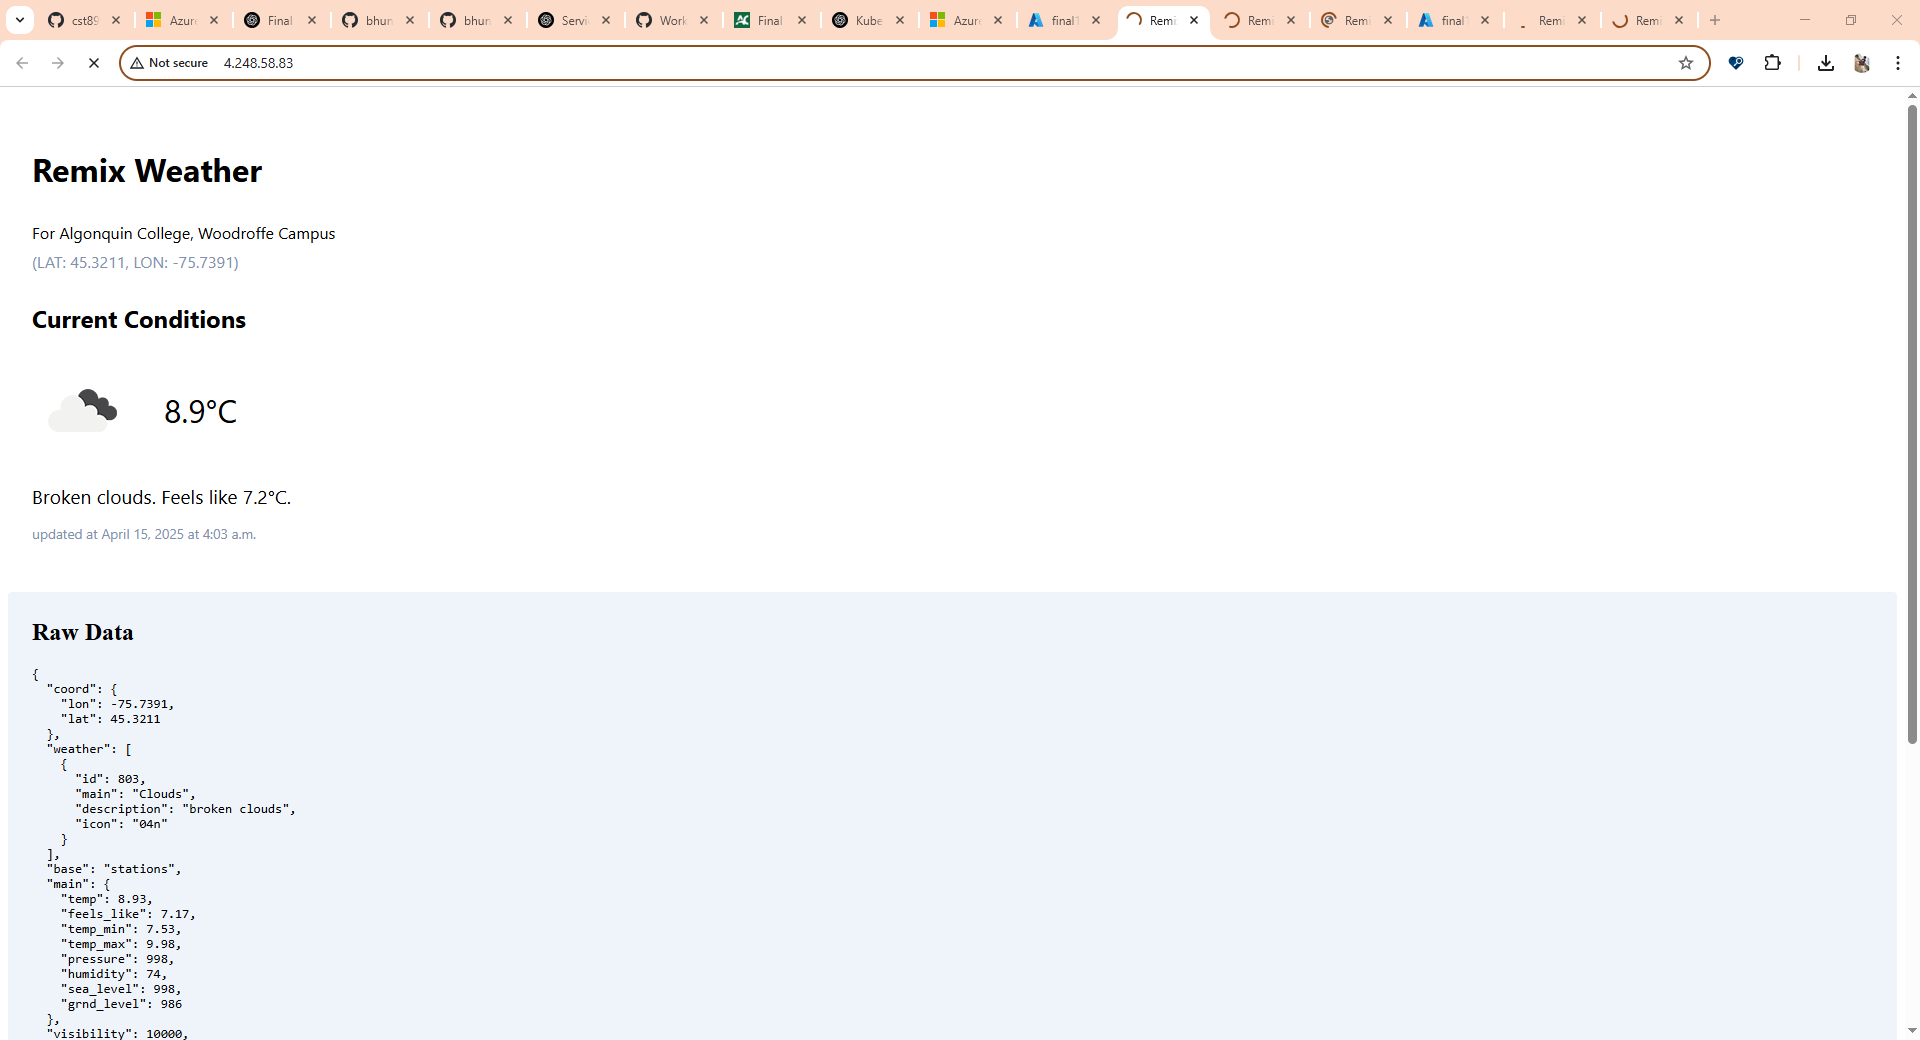 cst89
Azure
Final
bhun
bhun
Servi
Work
Final
Kube
Azure
final1
Remi
Remi
Remi
final1
Remi
Remi
Not secure
4.248.58.83
Remix Weather
For Algonquin College, Woodroffe Campus
(LAT: 45.3211, LON: -75.7391)
Current Conditions
8.9°C
Broken clouds. Feels like 7.2°C.
updated at April 15, 2025 at 4:03 a.m.
Raw Data
{
"coord": {
"lon": -75.7391,
"lat": 45.3211
},
"weather": [
{
"id": 803,
"main": "Clouds",
"description": "broken clouds",
"icon": "04n"
}
],
"base": "stations",
"main": {
"temp": 8.93,
"feels_like": 7.17,
"temp_min": 7.53,
"temp_max": 9.98,
"pressure": 998,
"humidity": 74,
"sea_level": 998,
"grnd_level": 986
},
"visibility": 10000,